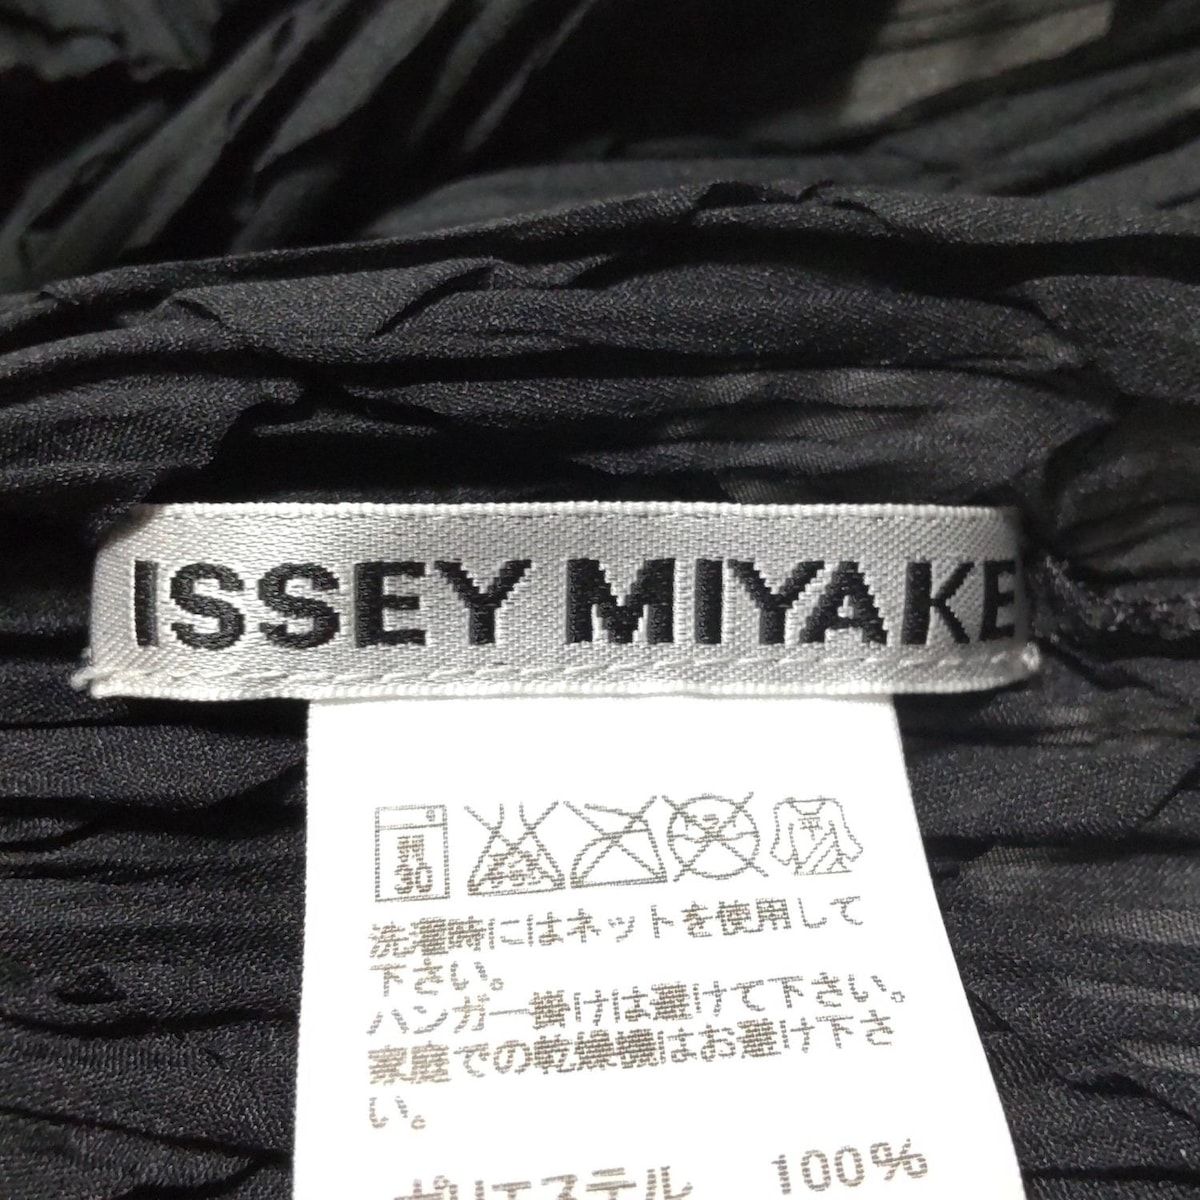 ISSEY MIYAKE
弱
30
洗濯時にはネットを使用して
下さい。
ハンガー掛けは避けて下さい。
家庭での乾燥機はお避け下さ
い。
ポリエステル 100%